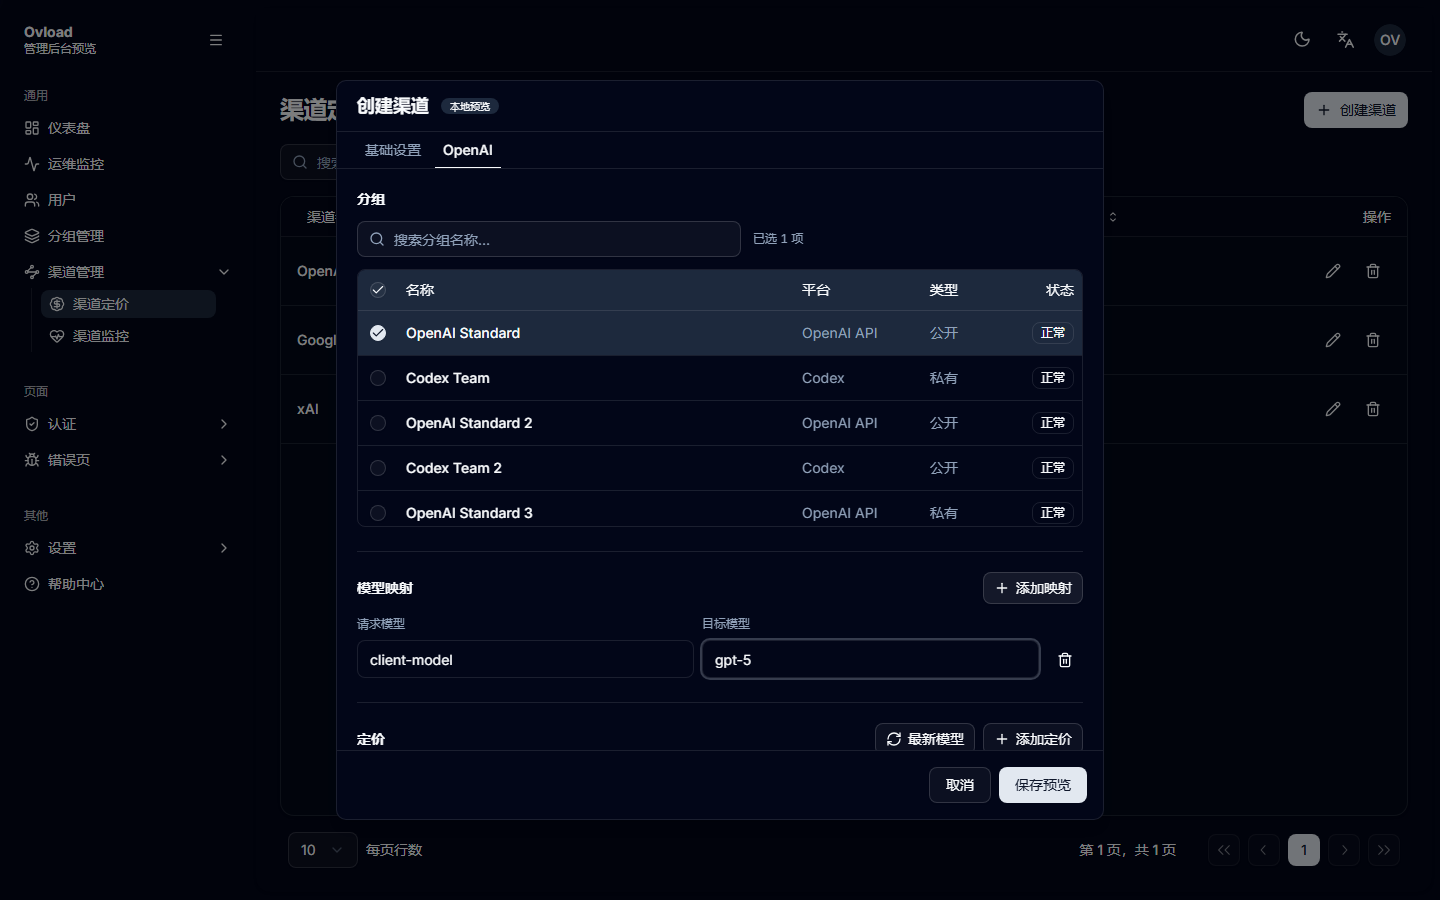 Ovload
管理后台预览
OV
通用
仪表盘
运维监控
用户
分组管理
渠道管理
渠道定价
渠道监控
页面
认证
错误页
其他
设置
帮助中心
渠道定
创建渠道
搜索
渠道
操作
OpenA
Googl
xAI
创建渠道
本地预览
基础设置
OpenAI
分组
搜索分组名称...
已选 1 项
名称 平台 类型 状态
OpenAI Standard OpenAI API 公开 正常
Codex Team Codex 私有 正常
OpenAI Standard 2 OpenAI API 公开 正常
Codex Team 2 Codex 公开 正常
OpenAI Standard 3 OpenAI API 私有 正常
模型映射
添加映射
请求模型 目标模型
client-model gpt-5
定价
最新模型 添加定价
取消 保存预览
10 每页行数
第 1 页，共 1 页
1